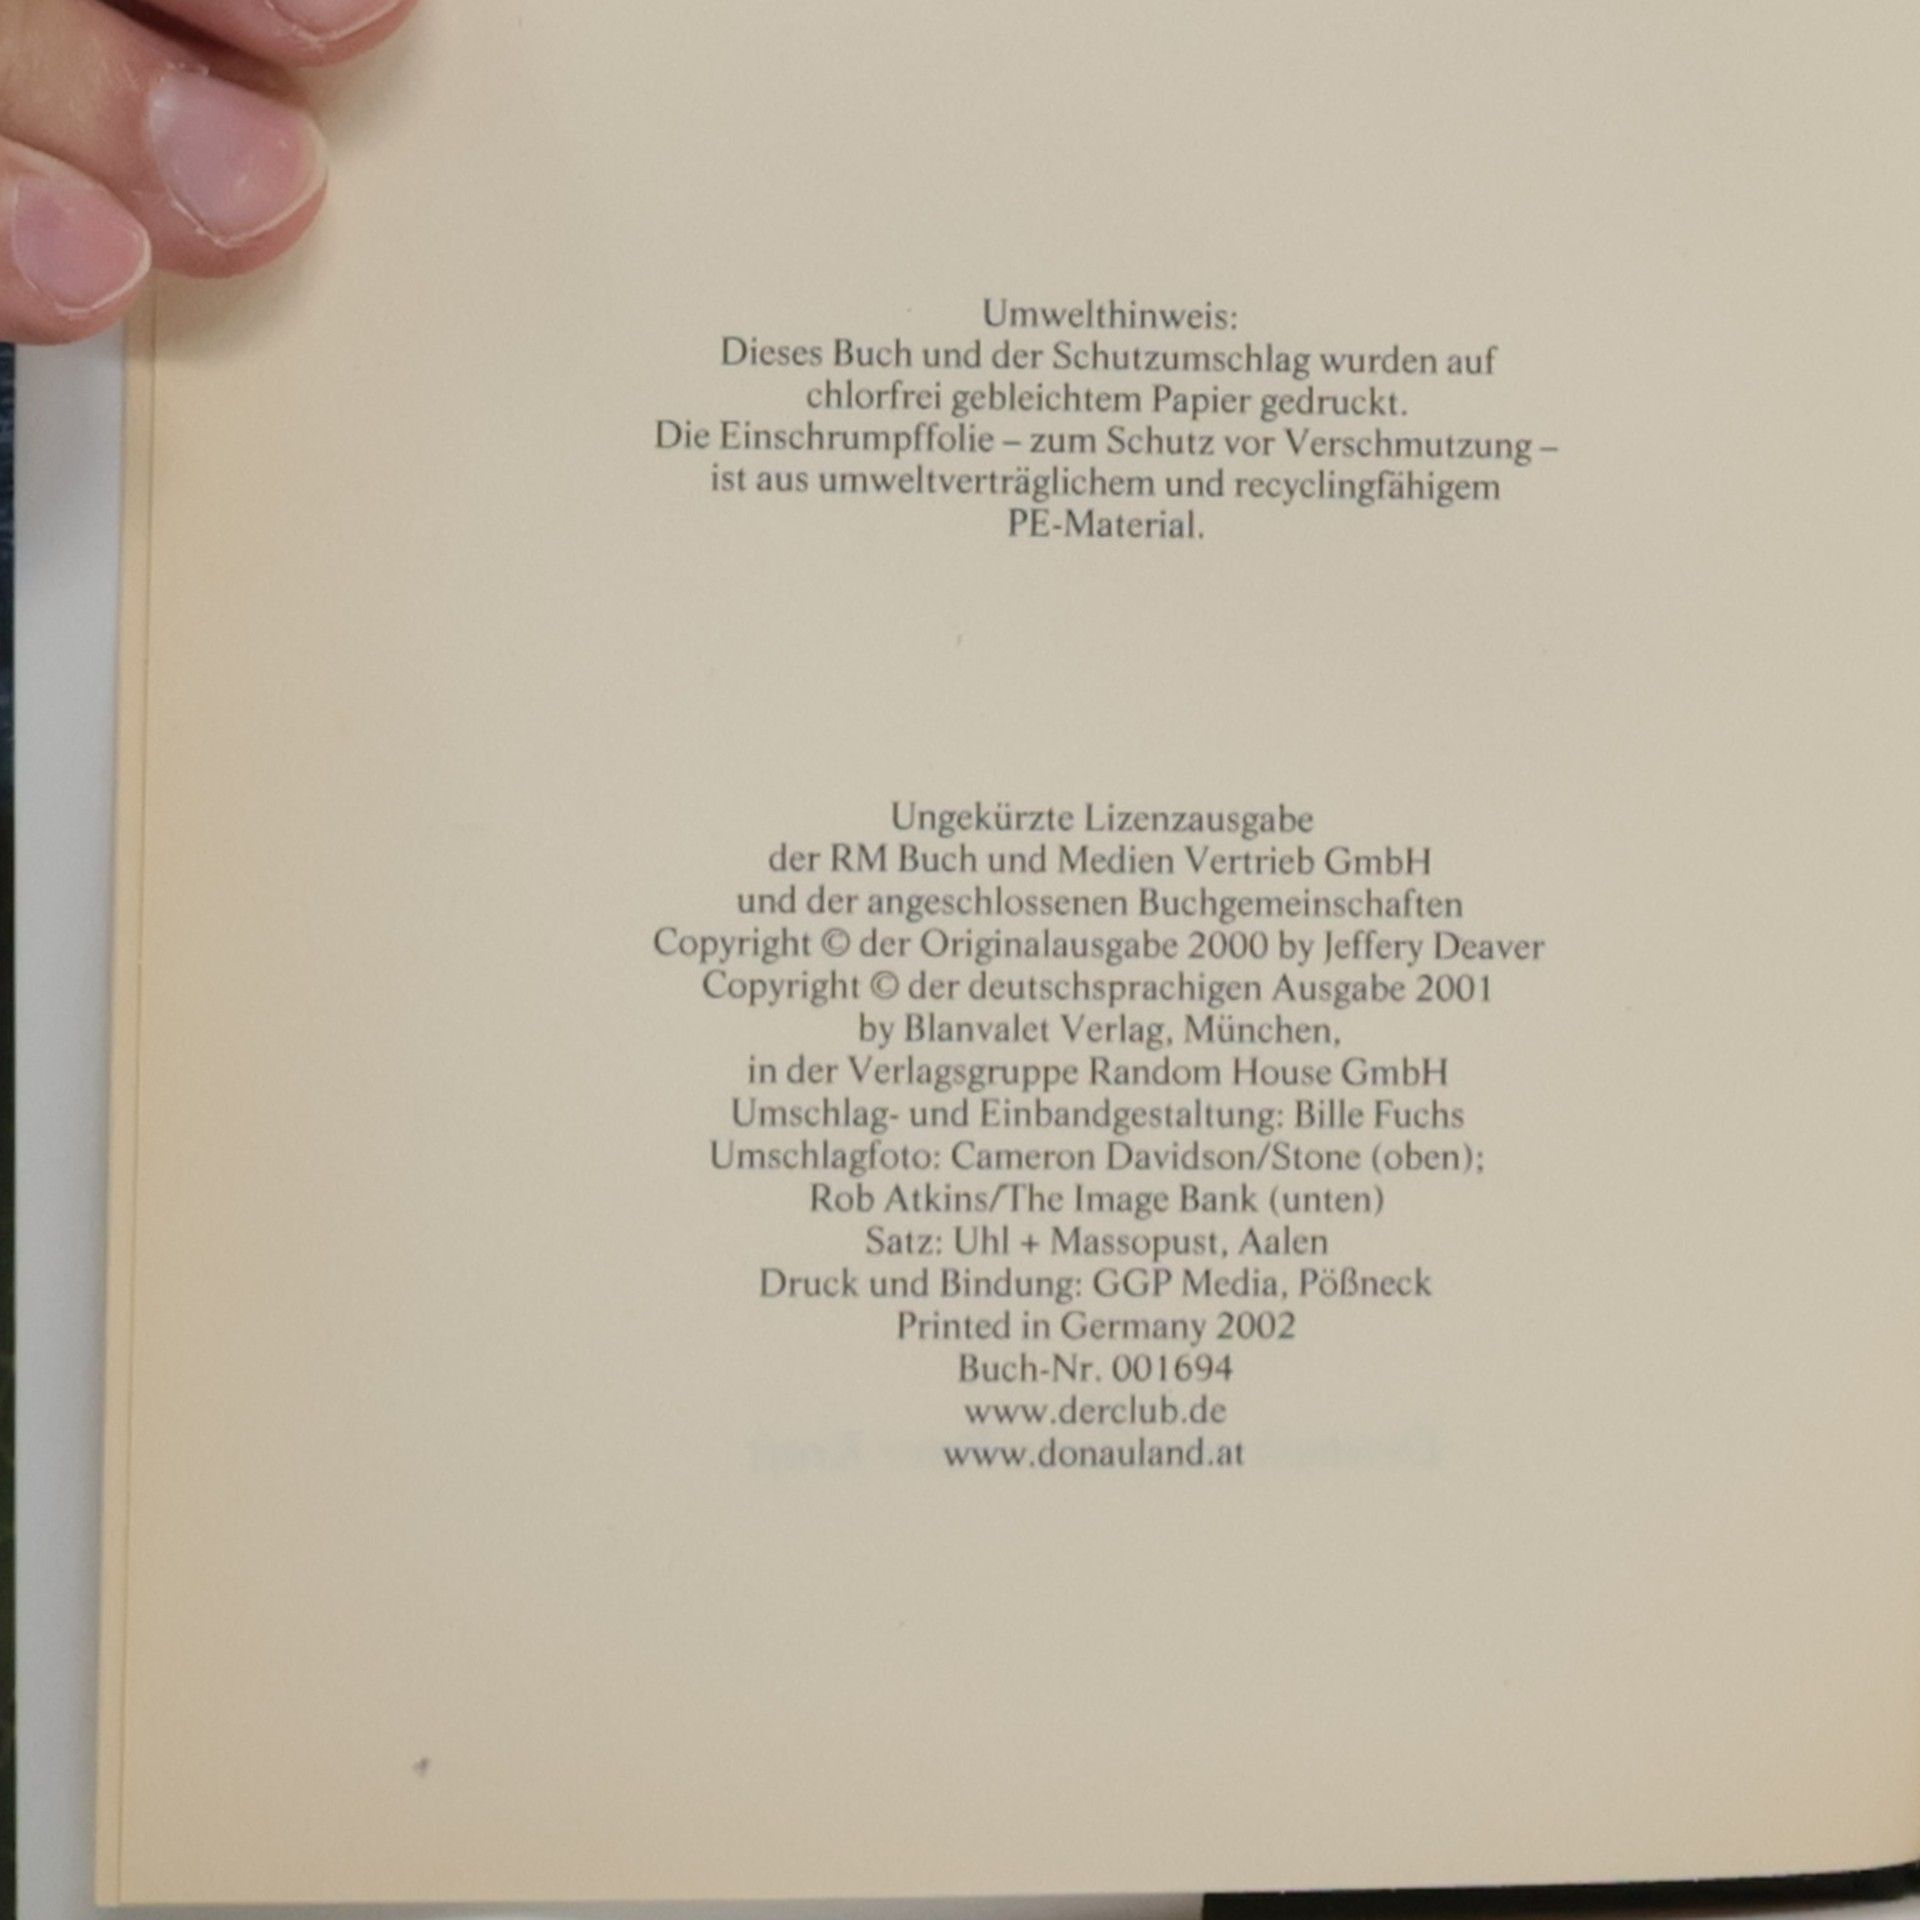 Umwelthinweis:
Dieses Buch und der Schutzumschlag wurden auf
chlorfrei gebleichtem Papier gedruckt.
Die Einschrumpffolie – zum Schutz vor Verschmutzung –
ist aus umweltverträglichem und recyclingfähigem
PE-Material.
Ungekürzte Lizenzausgabe
der RM Buch und Medien Vertrieb GmbH
und der angeschlossenen Buchgemeinschaften
Copyright © der Originalausgabe 2000 by Jeffery Deaver
Copyright © der deutschsprachigen Ausgabe 2001
by Blanvalet Verlag, München,
in der Verlagsgruppe Random House GmbH
Umschlag- und Einbandgestaltung: Bille Fuchs
Umschlagfoto: Cameron Davidson/Stone (oben);
Rob Atkins/The Image Bank (unten)
Satz: Uhl + Massopust, Aalen
Druck und Bindung: GGP Media, Pößneck
Printed in Germany 2002
Buch-Nr. 001694
www.derclub.de
www.donauland.at